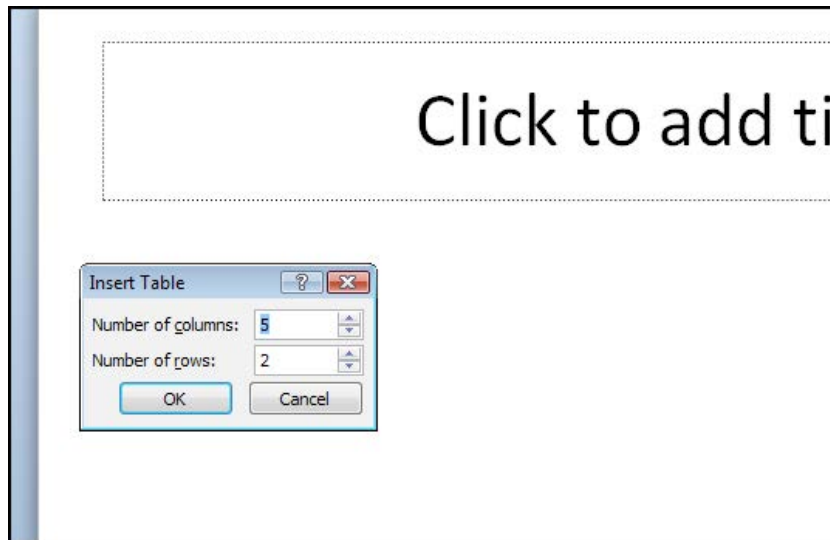 Click to add ti
Insert Table
?
Number of columns: 5
Number of rows: 2
OK Cancel